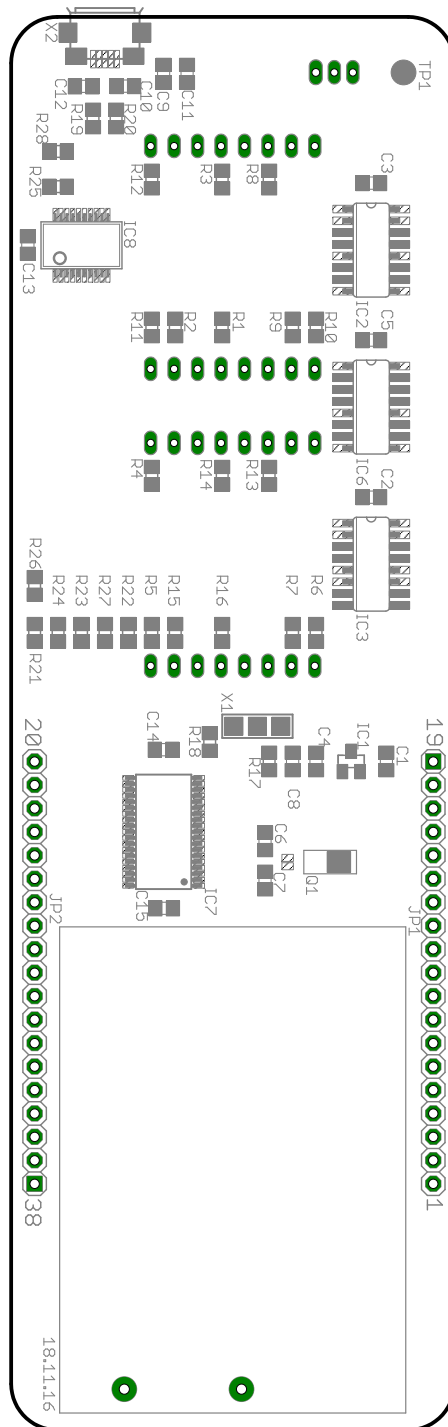 X2
TP1
C12
C10
C9
C11
R19
R20
R28
R25
R12
R3
R8
C3
IC8
C13
IC2
C5
R11
R2
R1
R9
R10
IC6
C2
R4
R14
R13
R26
R24
R23
R27
R22
R5
R15
R16
R7
R6
IC3
R21
X1
20
C14
R18
R17
C8
C4
IC1
C1
19
C6
C7
Q1
IC7
C15
JP2
JP1
38
1
18.11.16